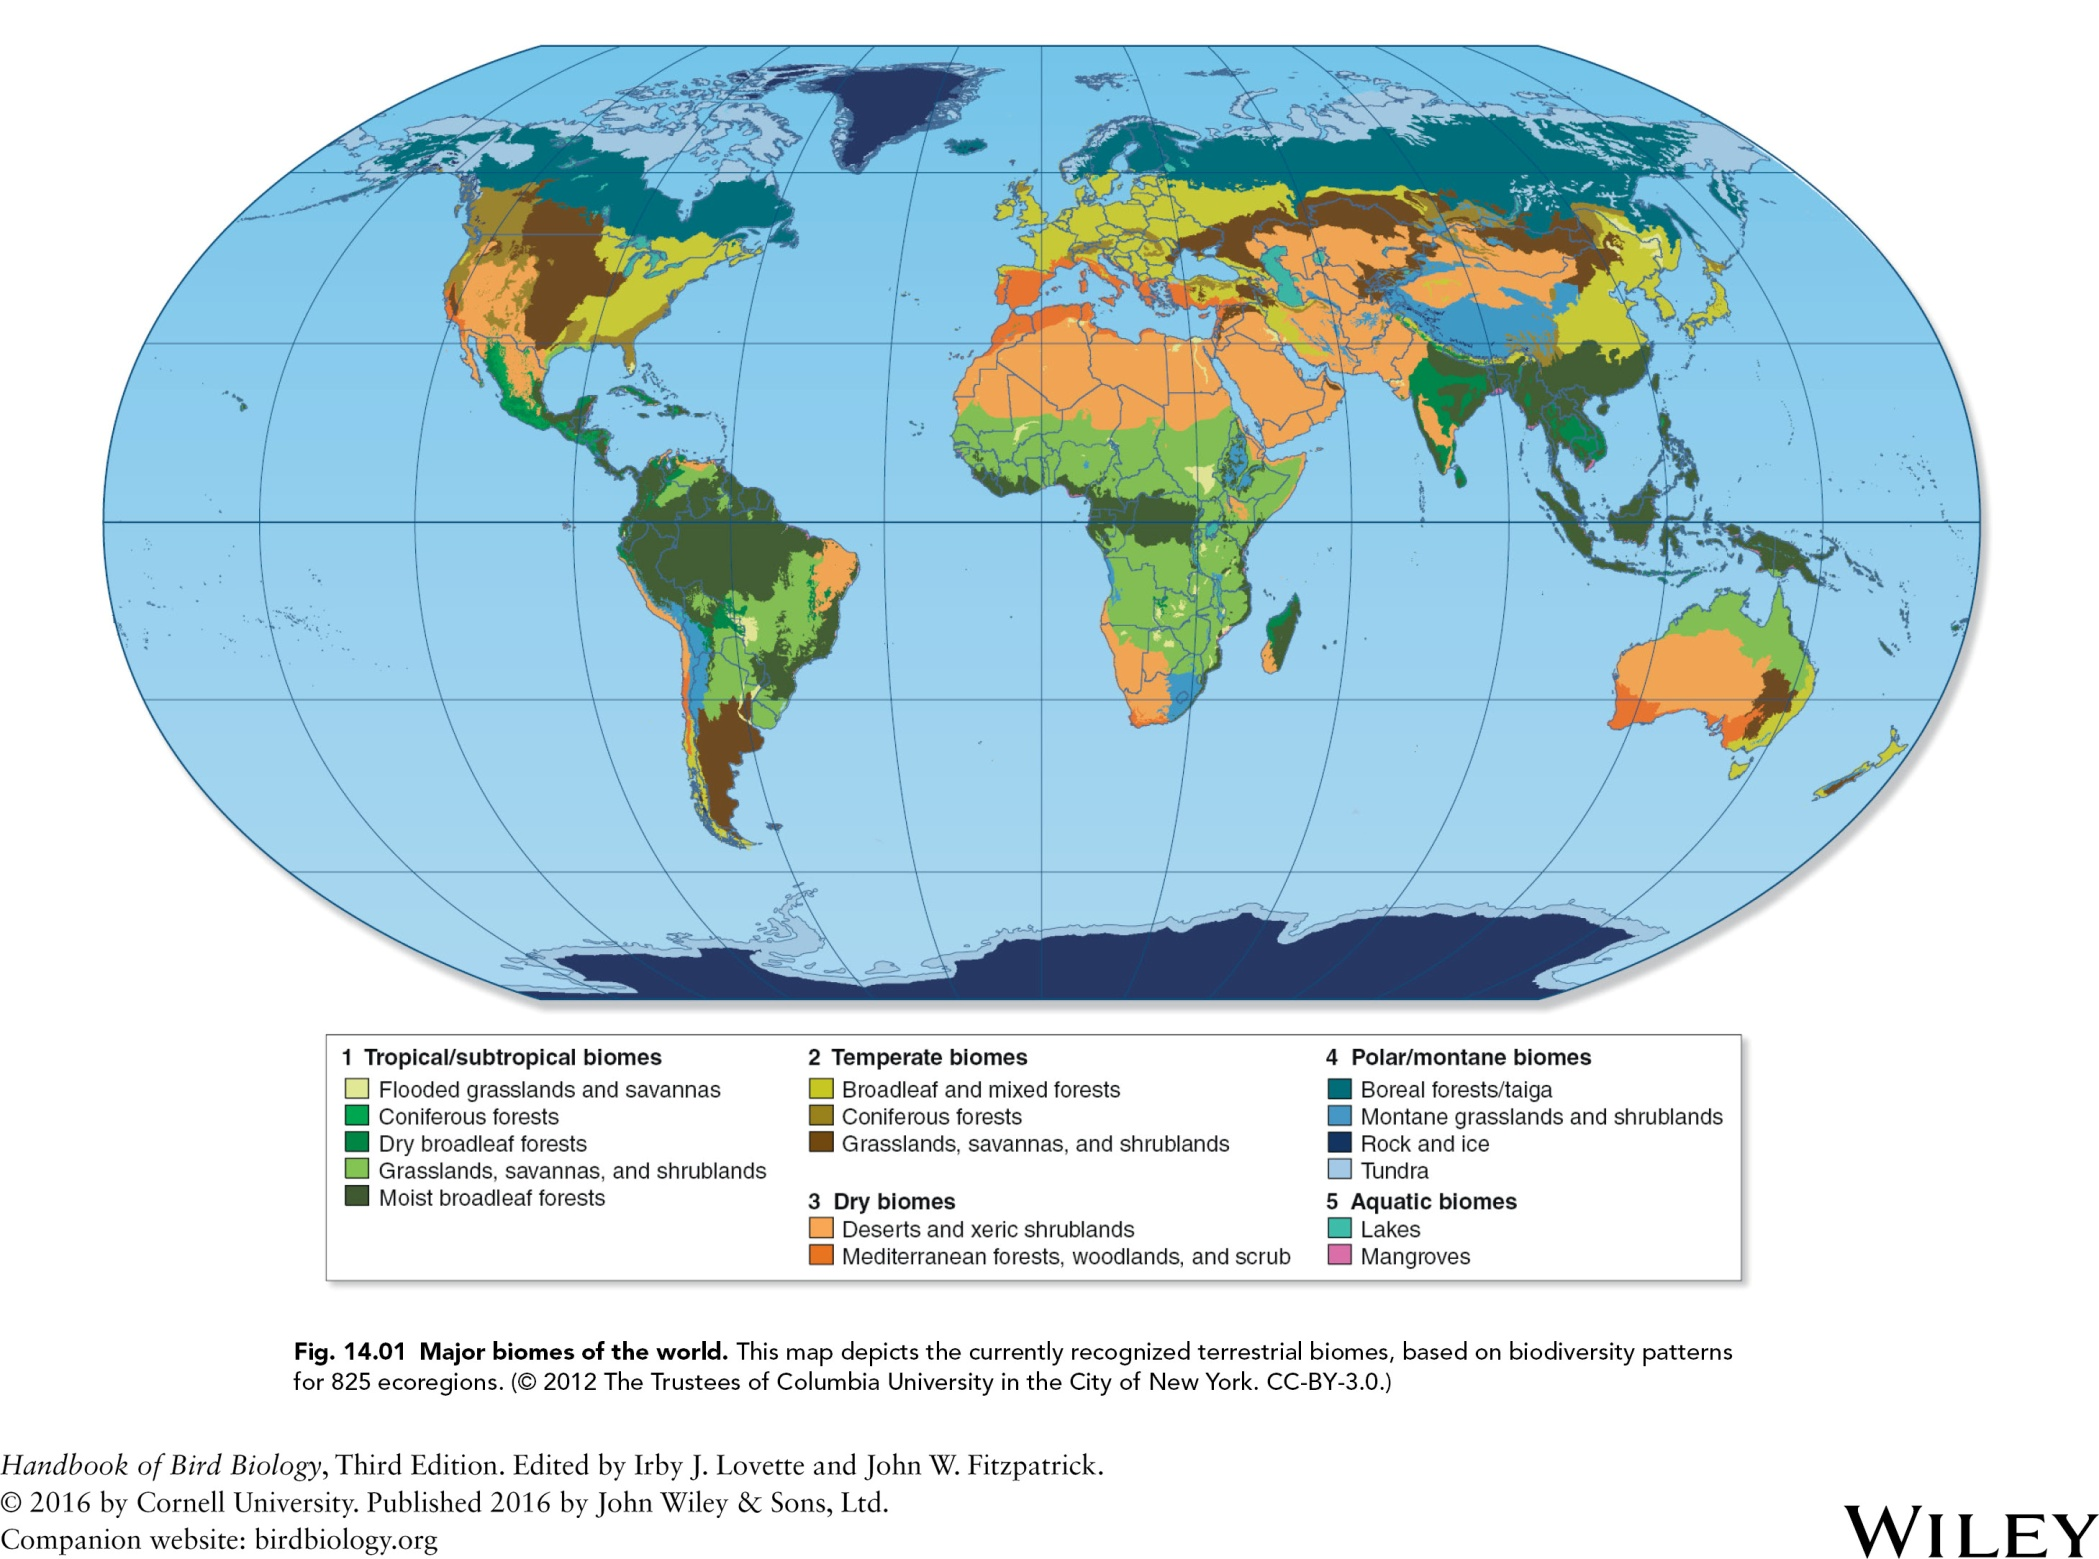 1 Tropical/subtropical biomes
Flooded grasslands and savannas
Coniferous forests
Dry broadleaf forests
Grasslands, savannas, and shrublands
Moist broadleaf forests
2 Temperate biomes
Broadleaf and mixed forests
Coniferous forests
Grasslands, savannas, and shrublands
3 Dry biomes
Deserts and xeric shrublands
Mediterranean forests, woodlands, and scrub
4 Polar/montane biomes
Boreal forests/taiga
Montane grasslands and shrublands
Rock and ice
Tundra
5 Aquatic biomes
Lakes
Mangroves
Fig. 14.01 Major biomes of the world. This map depicts the currently recognized terrestrial biomes, based on biodiversity patterns
for 825 ecoregions. (© 2012 The Trustees of Columbia University in the City of New York. CC-BY-3.0.)
Handbook of Bird Biology, Third Edition. Edited by Irby J. Lovette and John W. Fitzpatrick.
© 2016 by Cornell University. Published 2016 by John Wiley & Sons, Ltd.
Companion website: birdbiology.org
WILEY